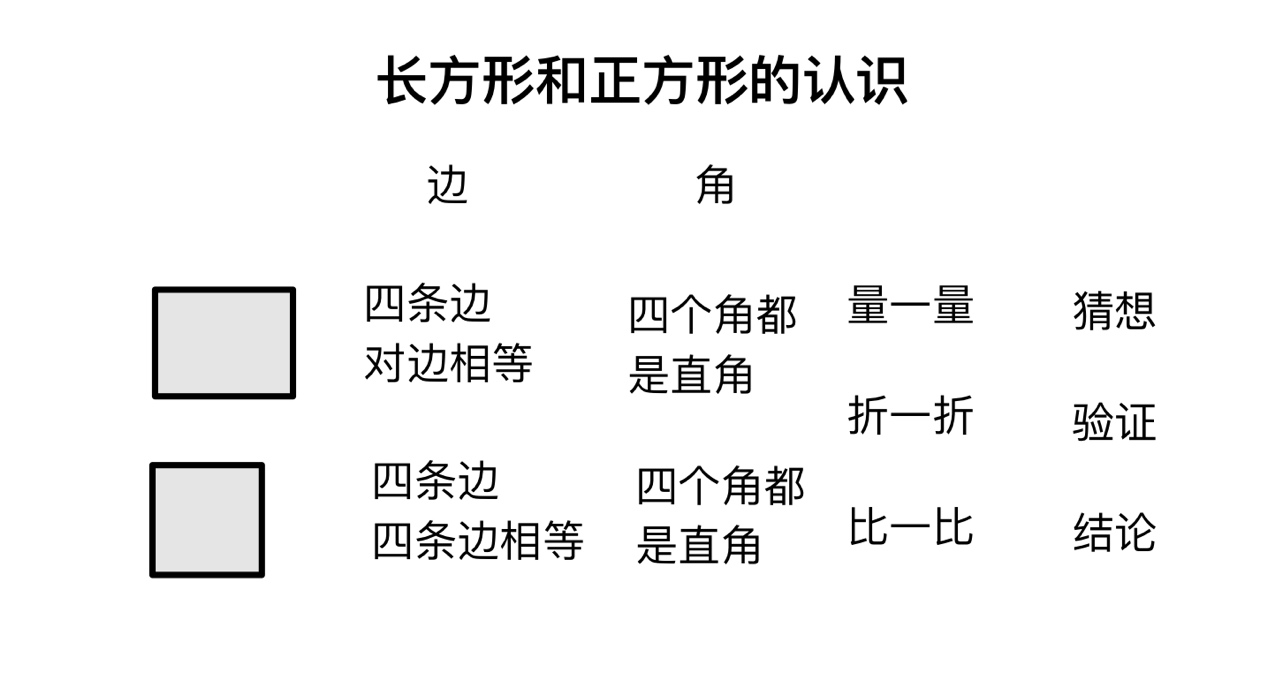 长方形和正方形的认识
边
角
四条边
对边相等
四个角都
是直角
量一量
猜想
折一折
验证
四条边
四条边相等
四个角都
是直角
比一比
结论